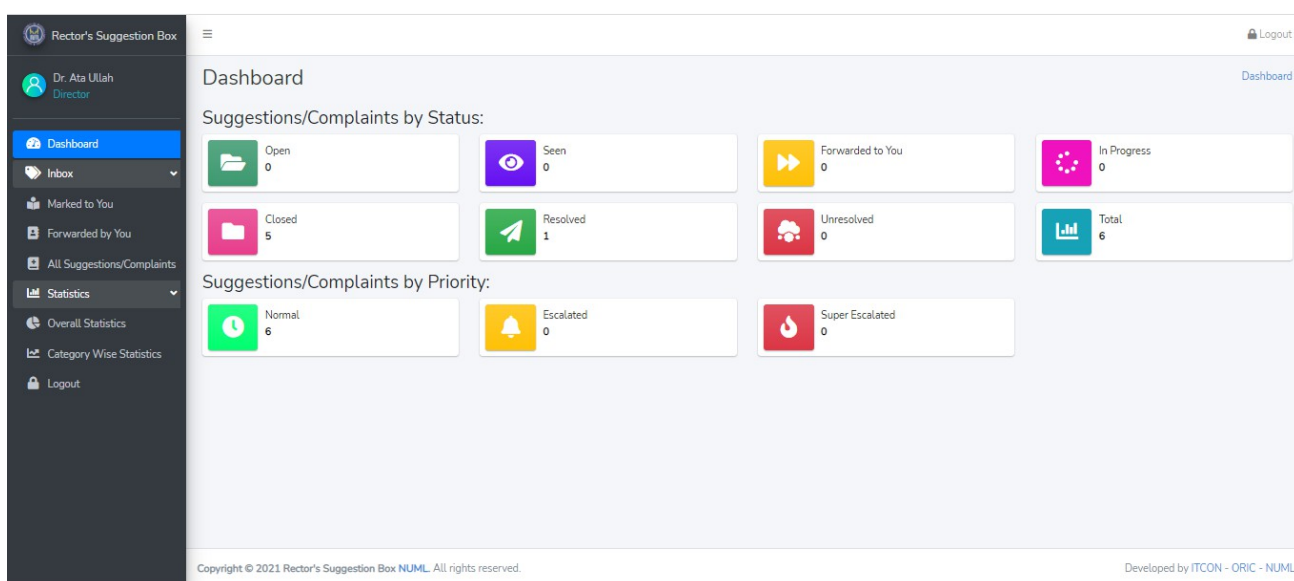 Rector's Suggestion Box
Logout
Dr. Ata Ullah
Director
Dashboard
Inbox
Marked to You
Forwarded by You
All Suggestions/Complaints
Statistics
Overall Statistics
Category Wise Statistics
Logout
Dashboard
Dashboard
Suggestions/Complaints by Status:
Open
0
Seen
0
Forwarded to You
0
In Progress
0
Closed
5
Resolved
1
Unresolved
0
Total
6
Suggestions/Complaints by Priority:
Normal
6
Escalated
0
Super Escalated
0
Copyright © 2021 Rector's Suggestion Box NUML. All rights reserved.
Developed by ITCON - ORIC - NUML